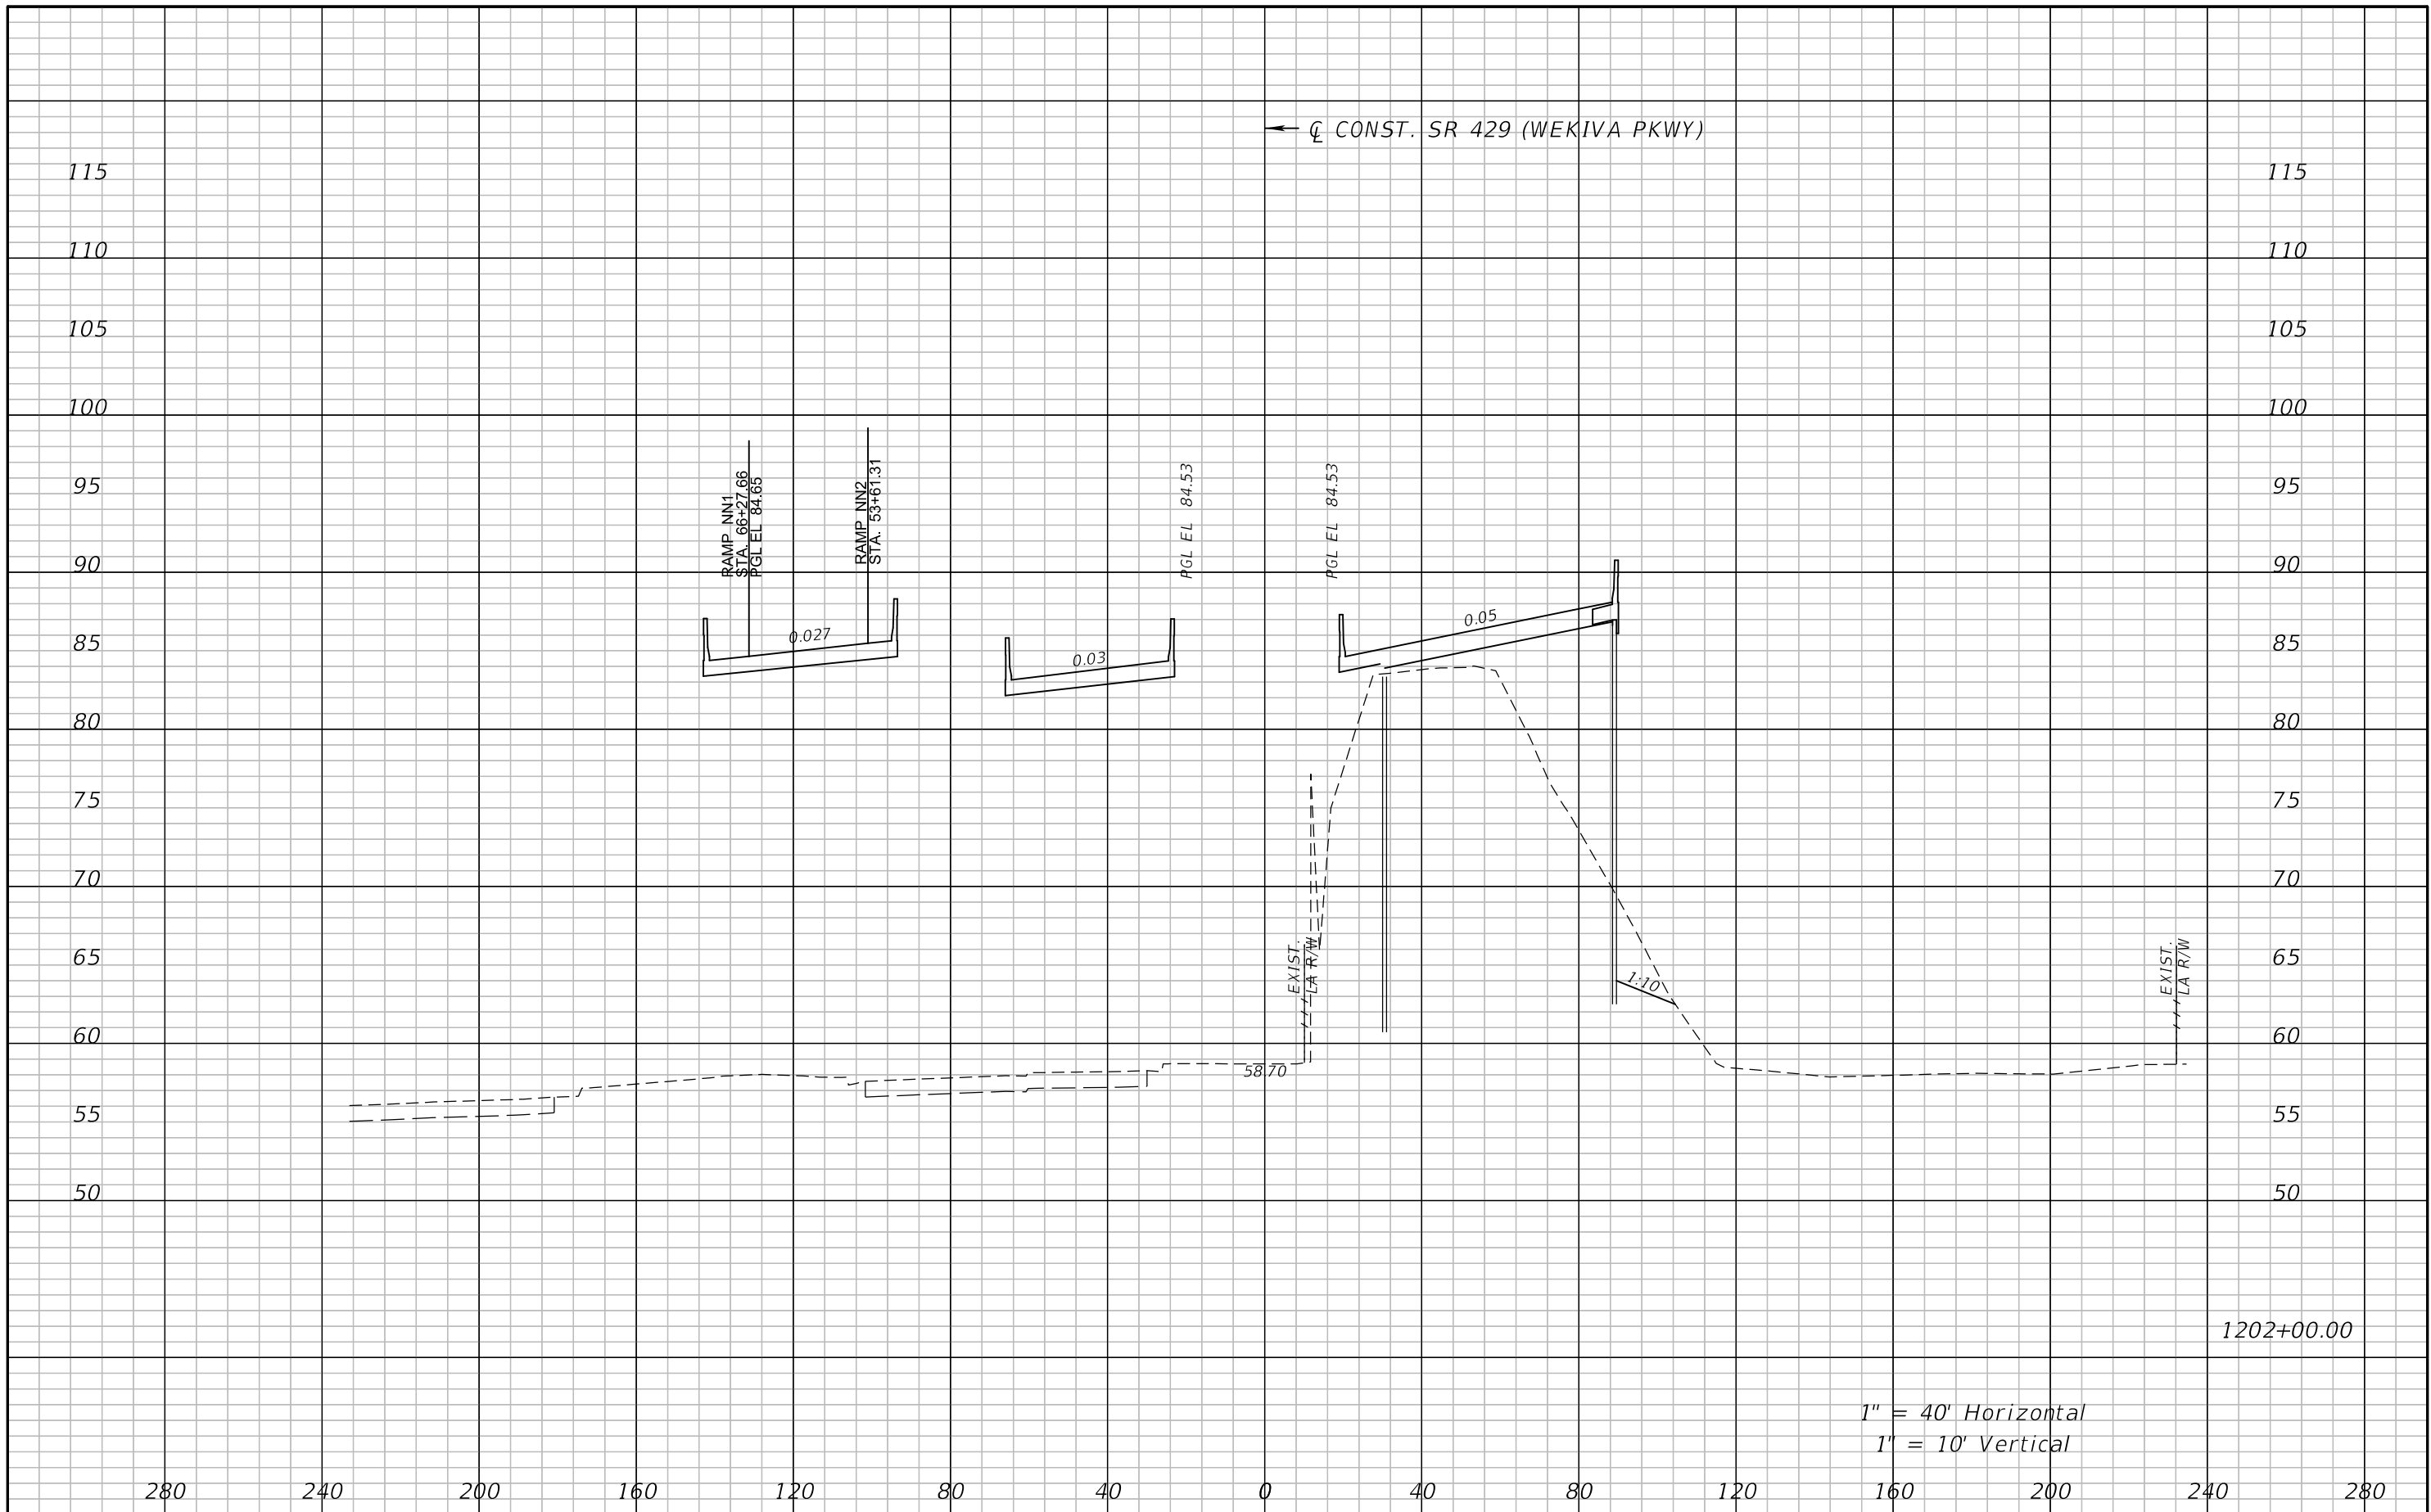 ℄ CONST. SR 429 (WEKIVA PKWY)
115 115
110 110
105 105
100 100
95 95
90 90
85 85
80 80
75 75
70 70
65 65
60 60
55 55
50 50
RAMP NN1
STA. 66+27.66
PGL EL 84.65
RAMP NN2
STA. 53+61.31
PGL EL 84.53
PGL EL 84.53
0.027
0.03
0.05
EXIST.
LA R/W
1:10
EXIST.
LA R/W
58.70
1202+00.00
1" = 40' Horizontal
1" = 10' Vertical
280 240 200 160 120 80 40 0 40 80 120 160 200 240 280